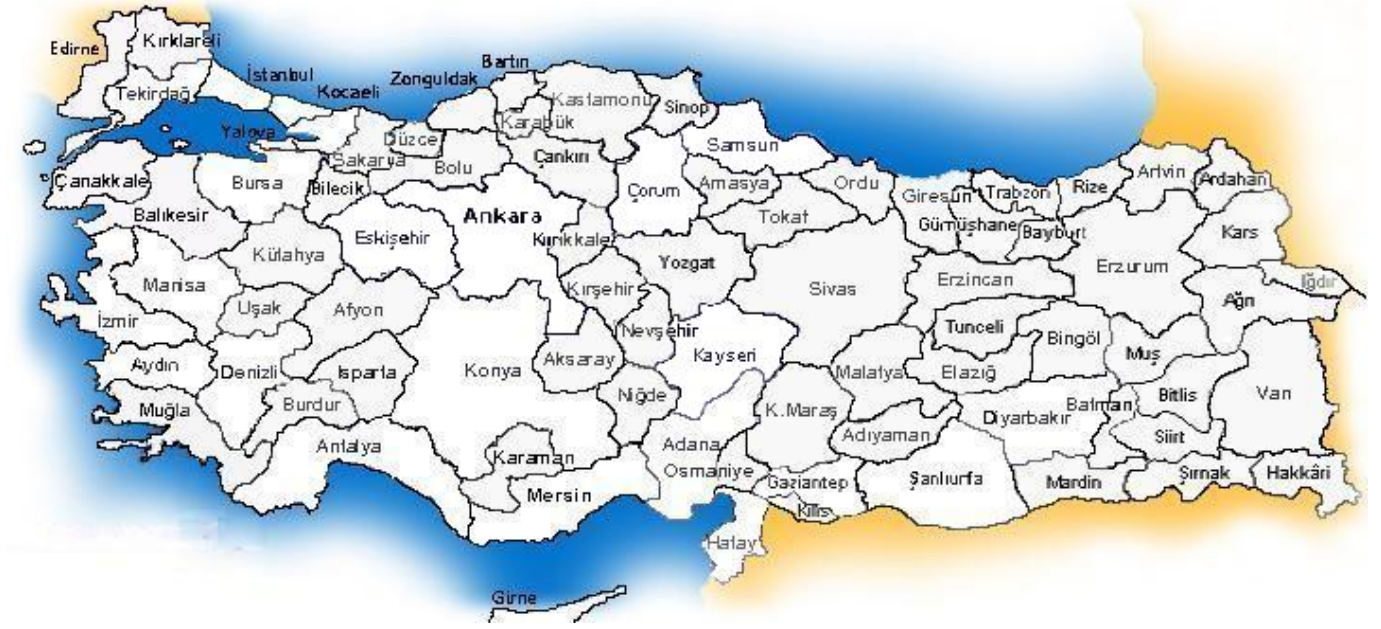 Edirne
Kırklareli
Tekirdağ
İstanbul
Kocaeli
Yalova
Zonguldak
Bartın
Kastamonu
Karabük
Sinop
Samsun
Düzce
Sakarya
Bolu
Çankırı
Çanakkale
Bursa
Bilecik
Çorum
Amasya
Ordu
Giresun
Trabzon
Rize
Artvin
Ardahan
Balıkesir
Ankara
Tokat
Gümüşhane
Bayburt
Kars
Eskişehir
Kırıkkale
Kütahya
Yozgat
Erzurum
Manisa
Kırşehir
Sivas
Erzincan
Iğdır
Ağrı
Uşak
Afyon
İzmir
Nevşehir
Tunceli
Bingöl
Muş
Aydın
Denizli
Isparta
Konya
Aksaray
Kayseri
Malatya
Elazığ
Bitlis
Van
Muğla
Burdur
Niğde
K.Maraş
Diyarbakır
Batman
Antalya
Karaman
Adana
Adıyaman
Siirt
Osmaniye
Gaziantep
Şanlıurfa
Mardin
Şırnak
Hakkâri
Mersin
Kilis
Hatay
Girne